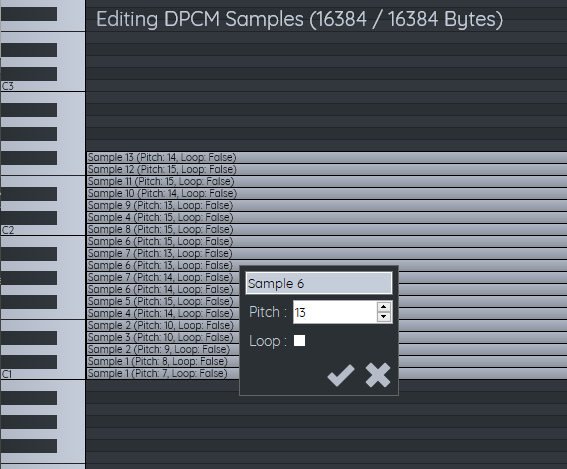 Editing DPCM Samples (16384 / 16384 Bytes)
C3
Sample 13 (Pitch: 14, Loop: False)
Sample 12 (Pitch: 15, Loop: False)
Sample 11 (Pitch: 15, Loop: False)
Sample 10 (Pitch: 14, Loop: False)
Sample 9 (Pitch: 13, Loop: False)
Sample 4 (Pitch: 15, Loop: False)
Sample 8 (Pitch: 15, Loop: False)
C2
Sample 6 (Pitch: 15, Loop: False)
Sample 7 (Pitch: 13, Loop: False)
Sample 6 (Pitch: 13, Loop: False)
Sample 7 (Pitch: 14, Loop: False)
Sample 6 (Pitch: 14, Loop: False)
Sample 5 (Pitch: 15, Loop: False)
Sample 4 (Pitch: 14, Loop: False)
Sample 2 (Pitch: 10, Loop: False)
Sample 3 (Pitch: 10, Loop: False)
Sample 2 (Pitch: 9, Loop: False)
Sample 1 (Pitch: 8, Loop: False)
C1
Sample 1 (Pitch: 7, Loop: False)
Sample 6
Pitch : 13
Loop :